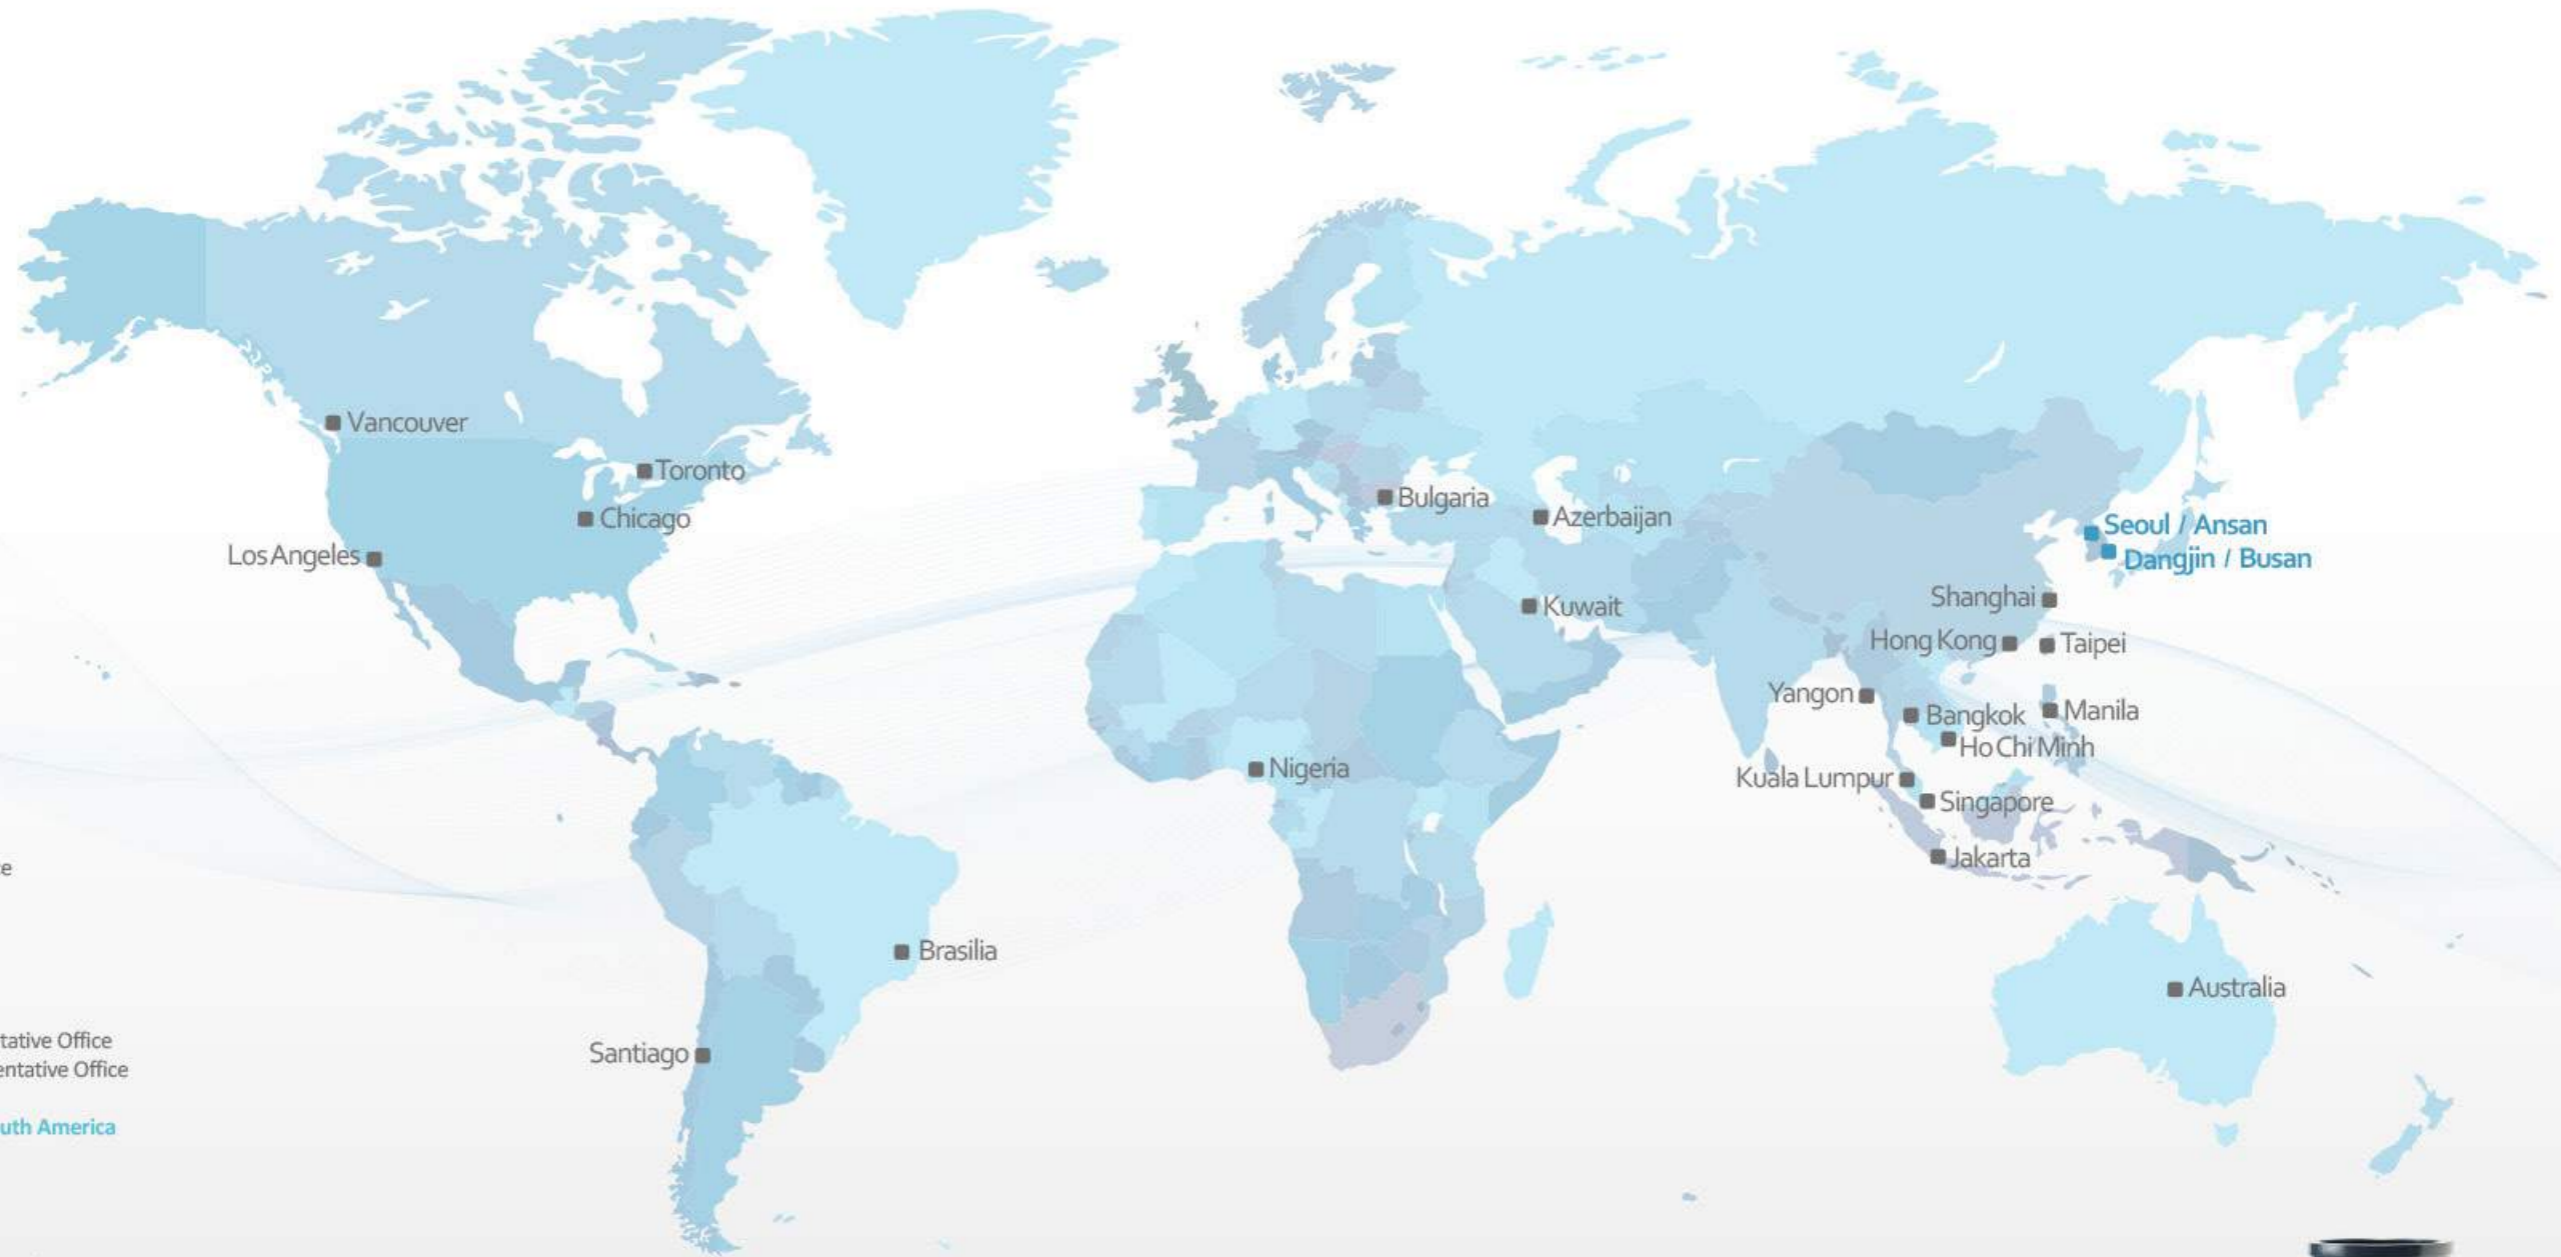 Vancouver
Toronto
Chicago
Los Angeles
Bulgaria
Azerbaijan
Seoul / Ansan
Dangjin / Busan
Kuwait
Shanghai
Hong Kong
Taipei
Yangon
Bangkok
Manila
Ho Chi Minh
Nigeria
Kuala Lumpur
Singapore
Jakarta
Brasilia
Australia
Santiago
tative Office
entative Office
uth America